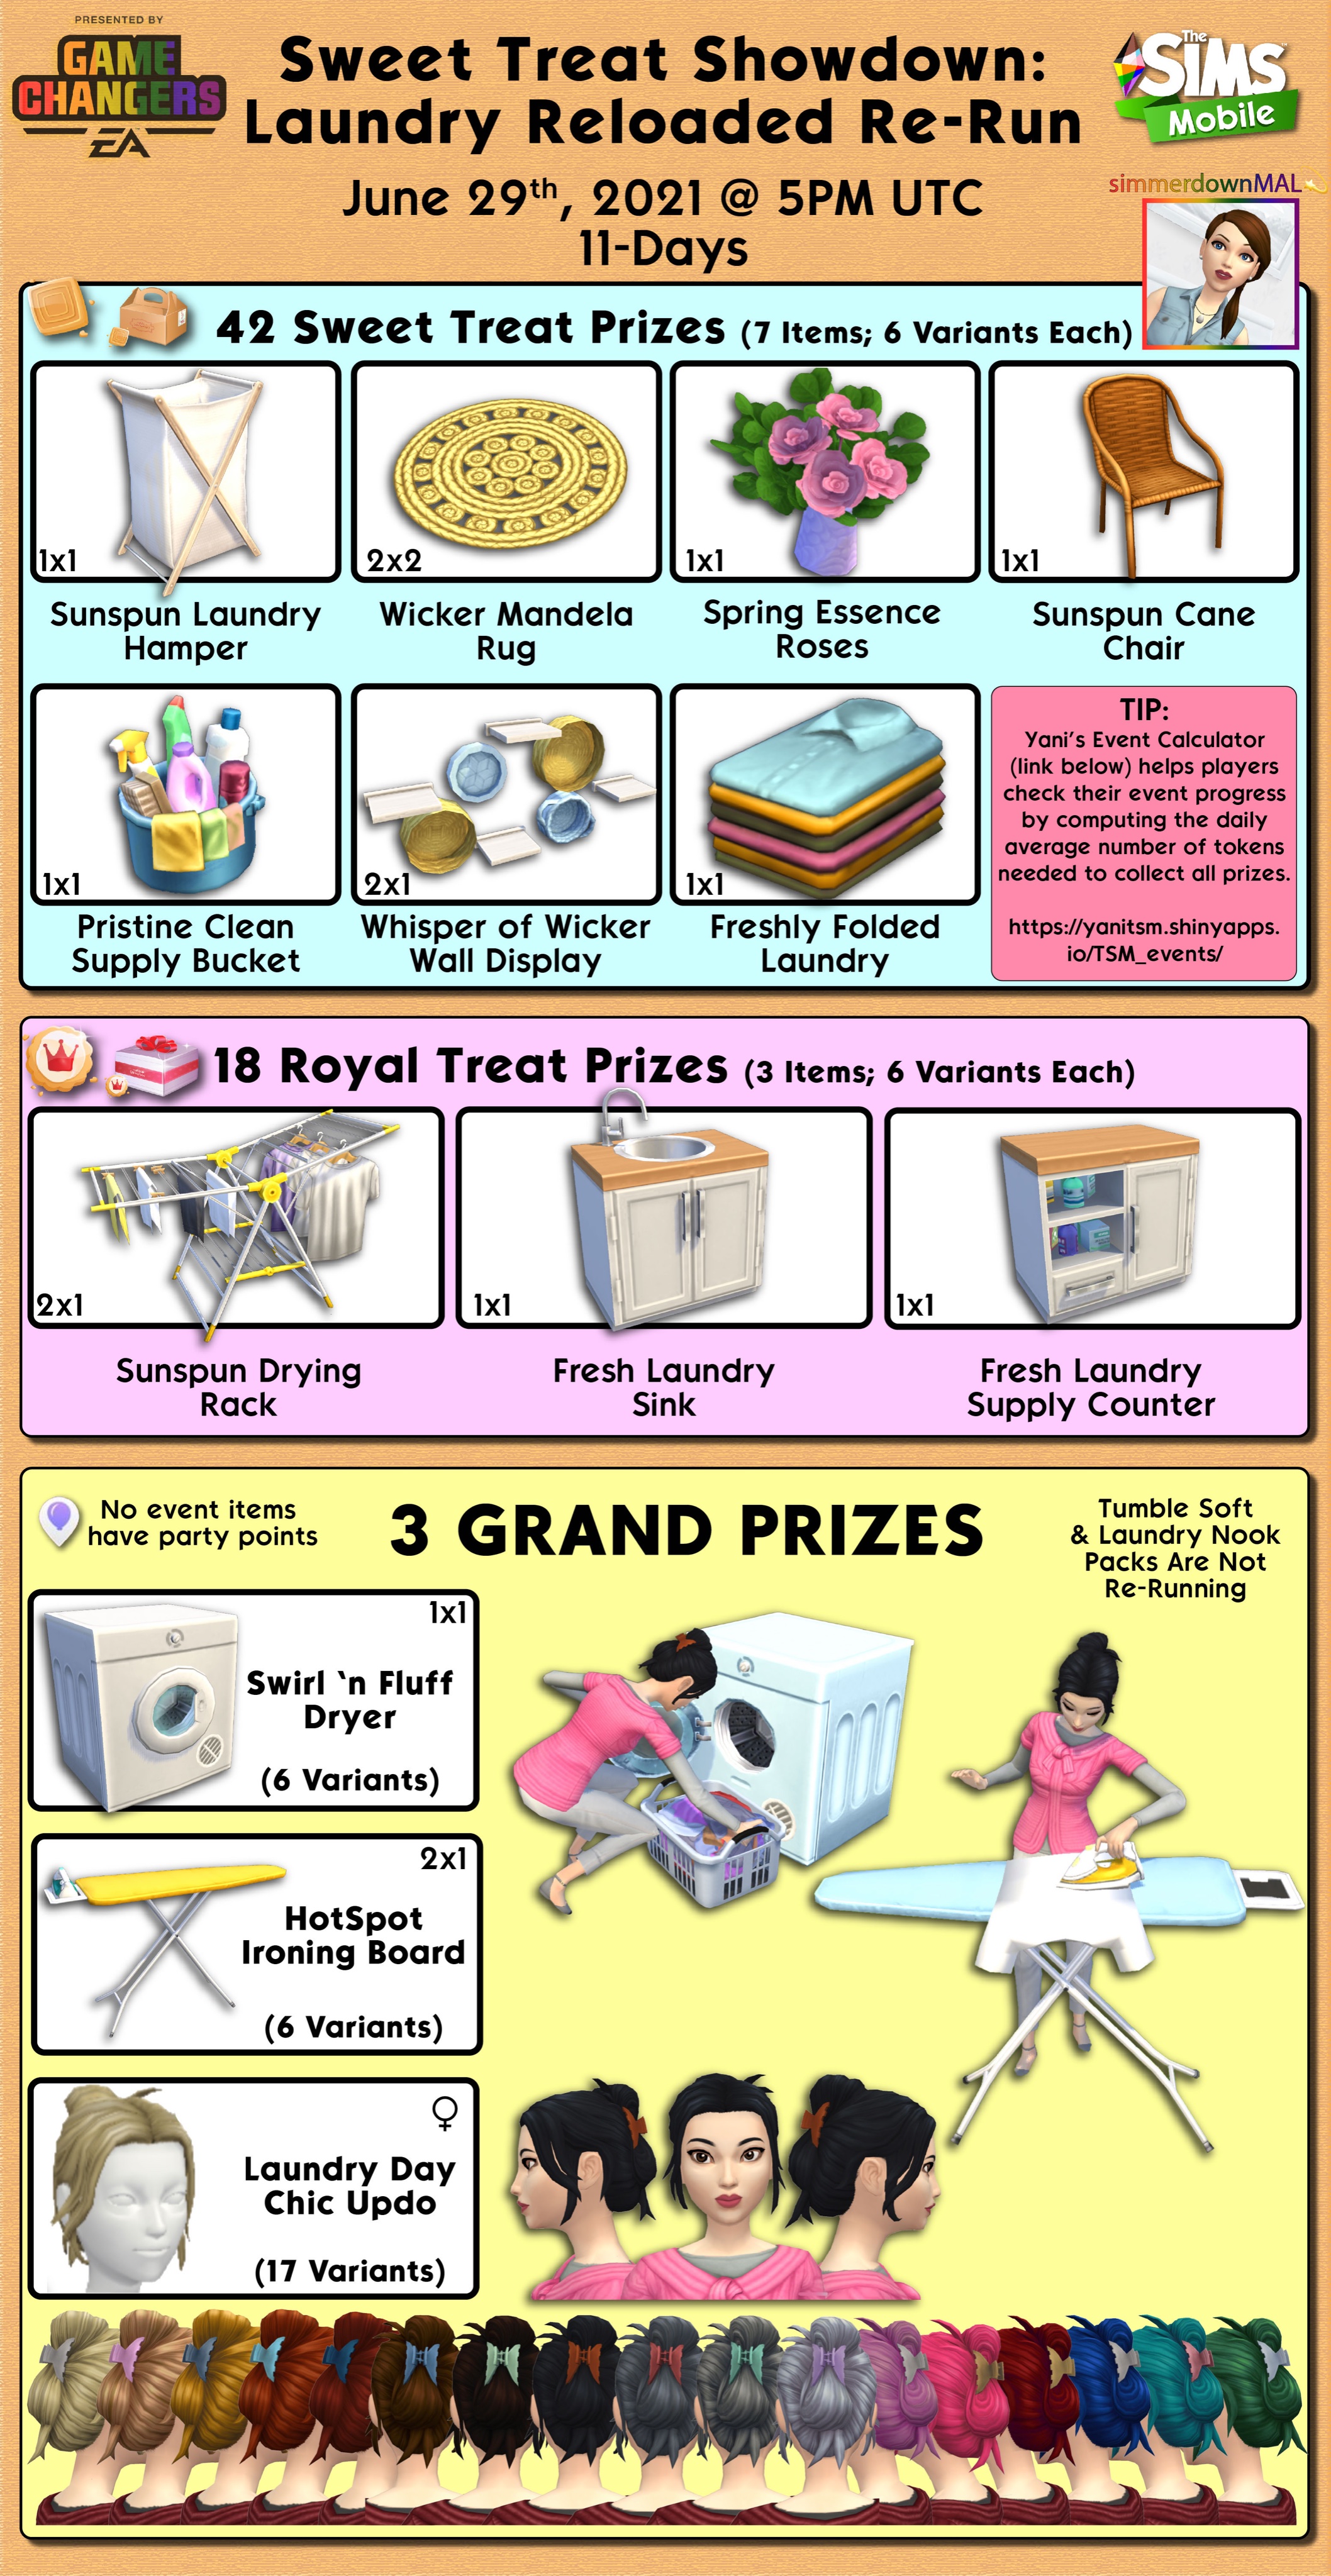 PRESENTED BY
GAME
CHANGERS
EA
Sweet Treat Showdown:
Laundry Reloaded Re-Run
The
SiMS
Mobile
June 29th, 2021 @ 5PM UTC
11-Days
simmerdownMAL
42 Sweet Treat Prizes (7 Items; 6 Variants Each)
1x1
2x2
1x1
1x1
Sunspun Laundry
Hamper
Wicker Mandela
Rug
Spring Essence
Roses
Sunspun Cane
Chair
1x1
2x1
1x1
Pristine Clean
Supply Bucket
Whisper of Wicker
Wall Display
Freshly Folded
Laundry
TIP:
Yani's Event Calculator
(link below) helps players
check their event progress
by computing the daily
average number of tokens
needed to collect all prizes.
https://yanitsm.shinyapps.
io/TSM_events/
18 Royal Treat Prizes (3 Items; 6 Variants Each)
2x1
1x1
1x1
Sunspun Drying
Rack
Fresh Laundry
Sink
Fresh Laundry
Supply Counter
No event items
have party points
3 GRAND PRIZES
Tumble Soft
& Laundry Nook
Packs Are Not
Re-Running
1x1
Swirl 'n Fluff
Dryer
(6 Variants)
2x1
HotSpot
Ironing Board
(6 Variants)
♀
Laundry Day
Chic Updo
(17 Variants)